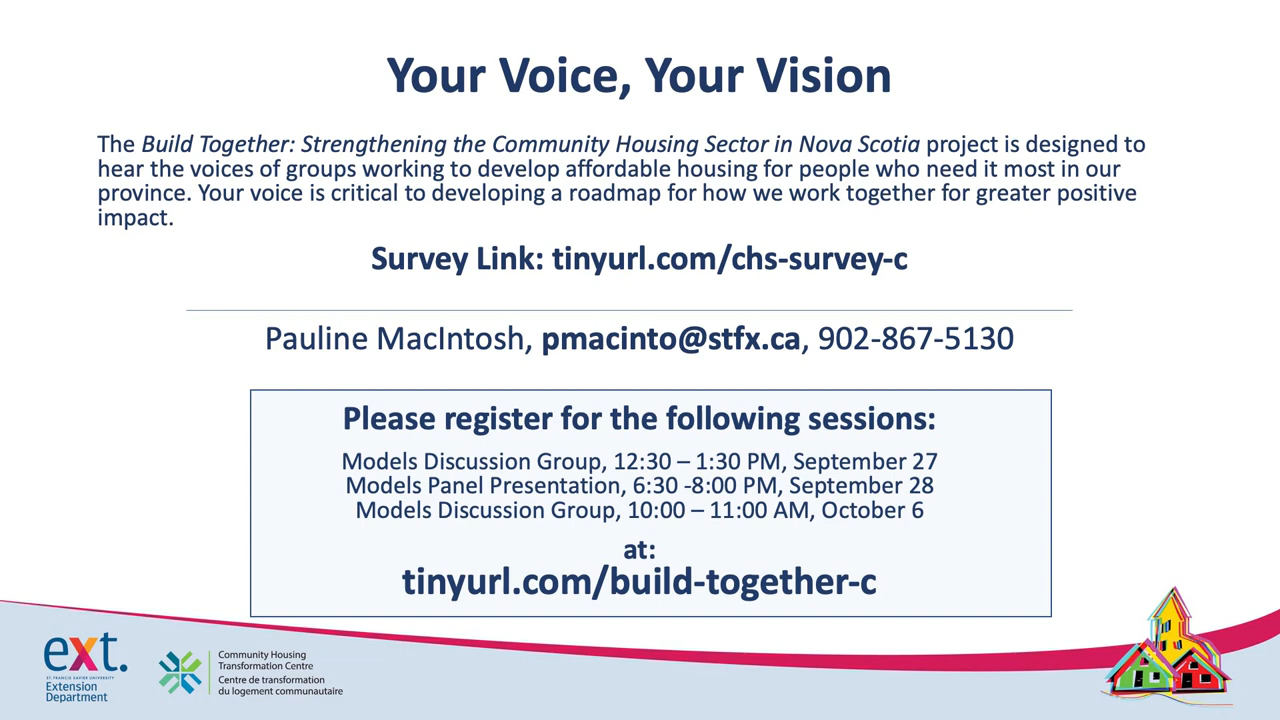 Your Voice, Your Vision
The Build Together: Strengthening the Community Housing Sector in Nova Scotia project is designed to
hear the voices of groups working to develop affordable housing for people who need it most in our
province. Your voice is critical to developing a roadmap for how we work together for greater positive
impact.
Survey Link: tinyurl.com/chs-survey-c
Pauline MacIntosh, pmacinto@stfx.ca, 902-867-5130
Please register for the following sessions:
Models Discussion Group, 12:30 – 1:30 PM, September 27
Models Panel Presentation, 6:30 -8:00 PM, September 28
Models Discussion Group, 10:00 – 11:00 AM, October 6
at:
tinyurl.com/build-together-c
ext.
ST. FRANCIS XAVIER UNIVERSITY
Extension
Department
Community Housing
Transformation Centre
Centre de transformation
du logement communautaire